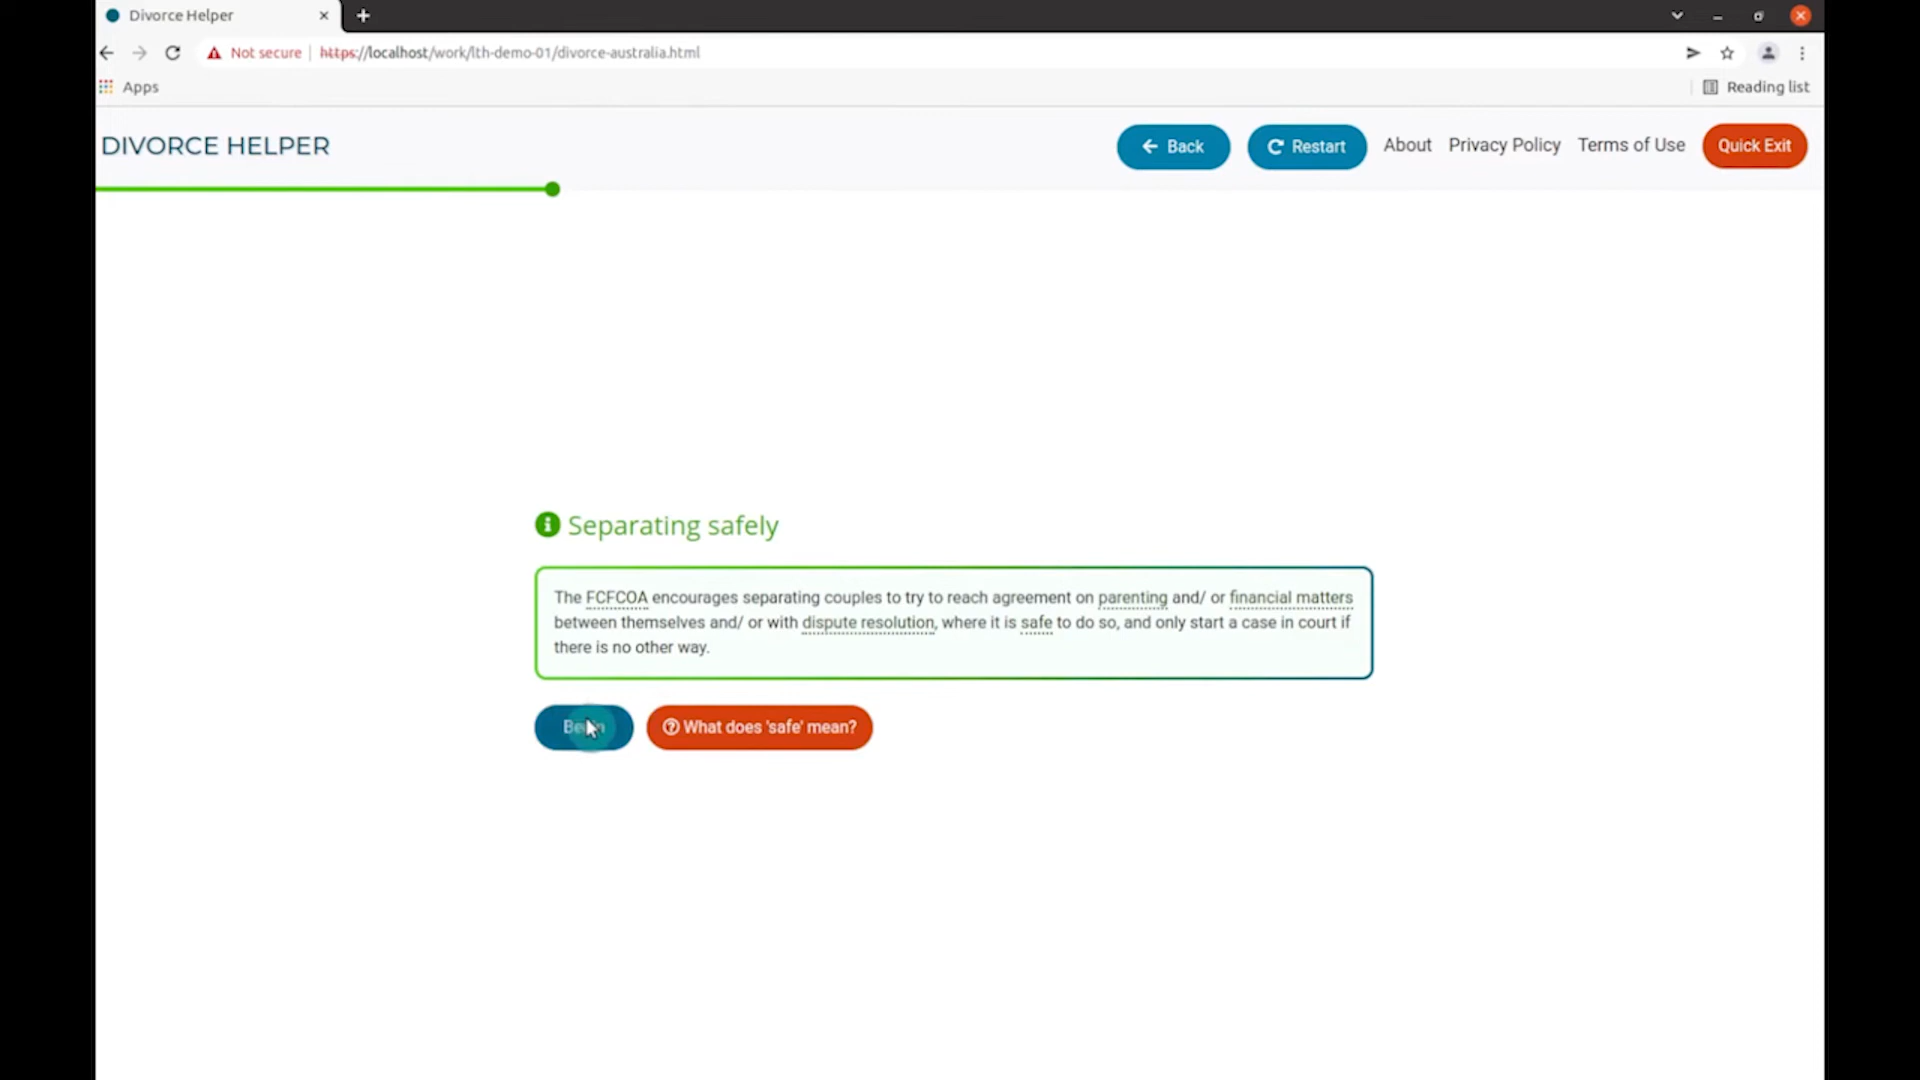 Divorce Helper
Not secure
https://localhost/work/lth-demo-01/divorce-australia.html
Apps
Reading list
DIVORCE HELPER
Back
Restart
About
Privacy Policy
Terms of Use
Quick Exit
Separating safely
The FCFCOA encourages separating couples to try to reach agreement on parenting and/ or financial matters
between themselves and/ or with dispute resolution, where it is safe to do so, and only start a case in court if
there is no other way.
Begin
What does 'safe' mean?